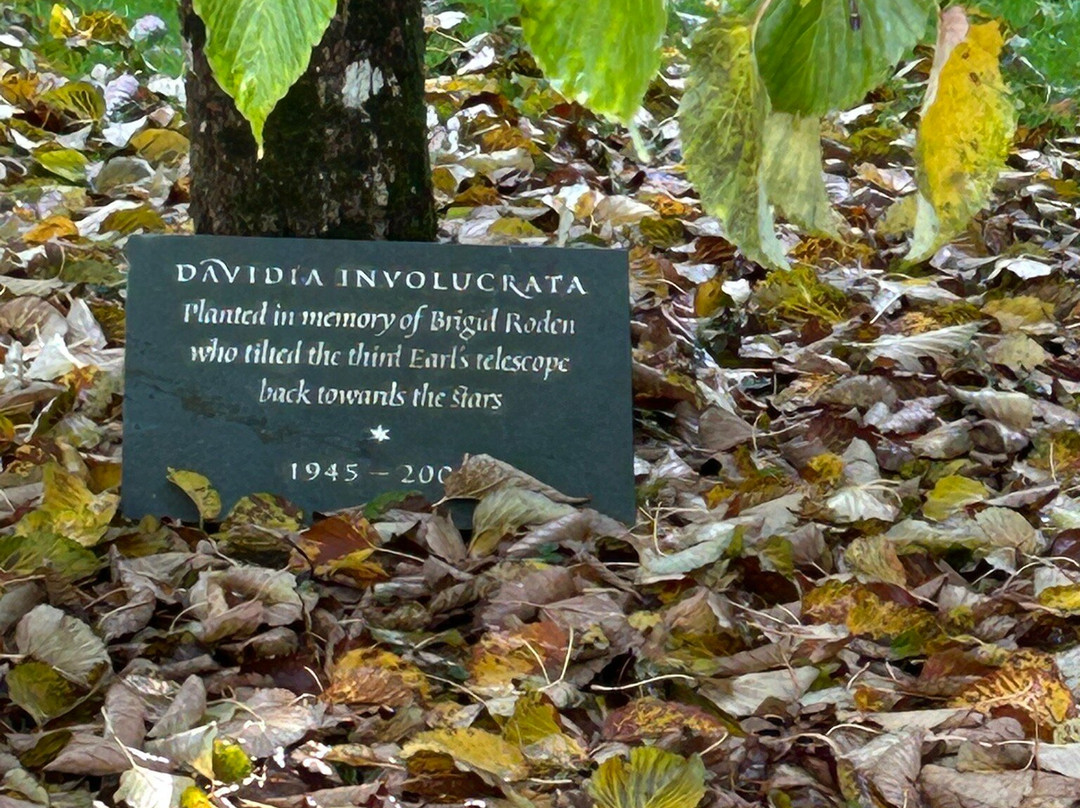 DAVIDIA INVOLUCRATA
Planted in memory of Brigid Roden
who tilted the third Earl's telescope
back towards the stars
1945 – 200